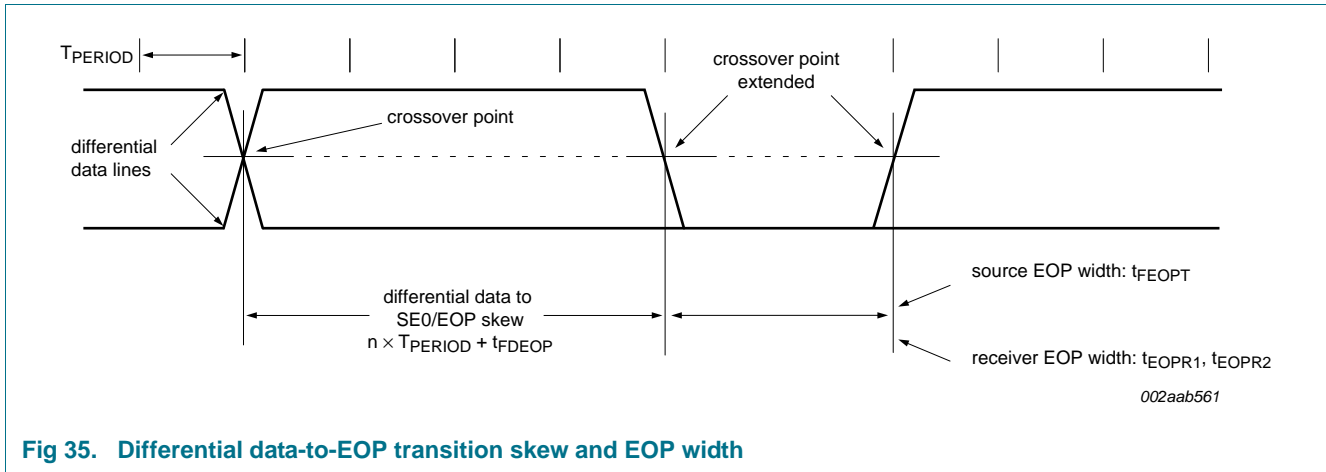 TPERIOD
crossover point
extended
crossover point
differential
data lines
differential data to
SE0/EOP skew
n × TPERIOD + tFDEOP
source EOP width: tFEOPT
receiver EOP width: tEOPR1, tEOPR2
002aab561
Fig 35. Differential data-to-EOP transition skew and EOP width